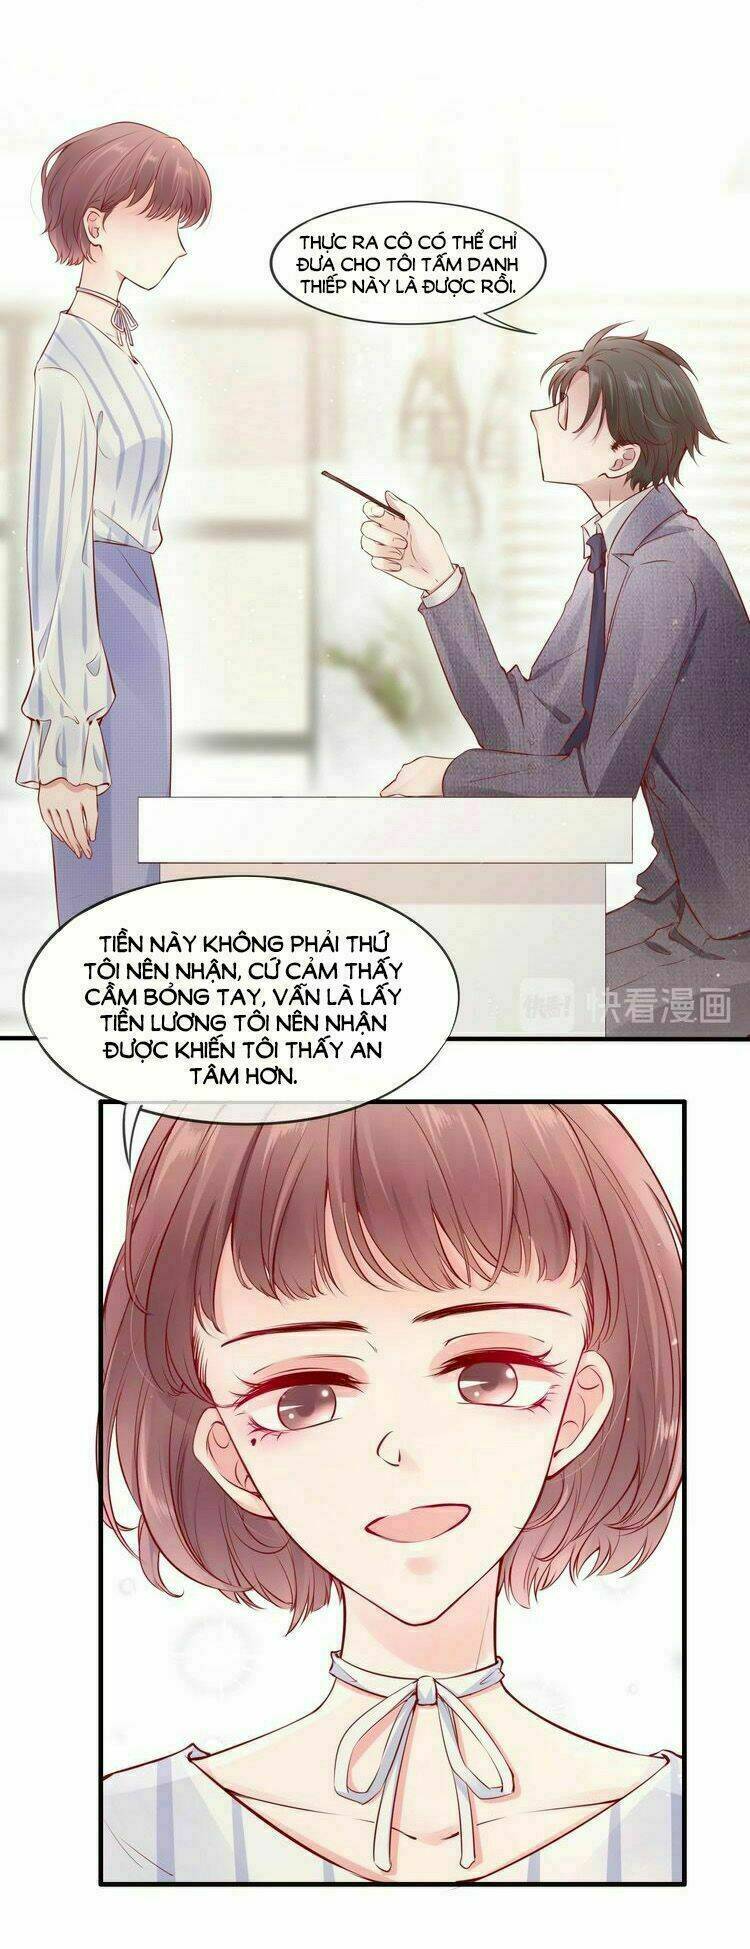 THỰC RA CÔ CÓ THỂ CHỈ
ĐƯA CHO TÔI TẤM DANH
THIẾP NÀY LÀ ĐƯỢC RỒI.
TIỀN NÀY KHÔNG PHẢI THỨ
TÔI NÊN NHẬN, CỨ CẢM THẤY
CẦM BỎNG TAY, VẪN LÀ LẤY
TIỀN LƯƠNG TÔI NÊN NHẬN
ĐƯỢC KHIẾN TÔI THẤY AN
TÂM HƠN.
快看! 快看漫画